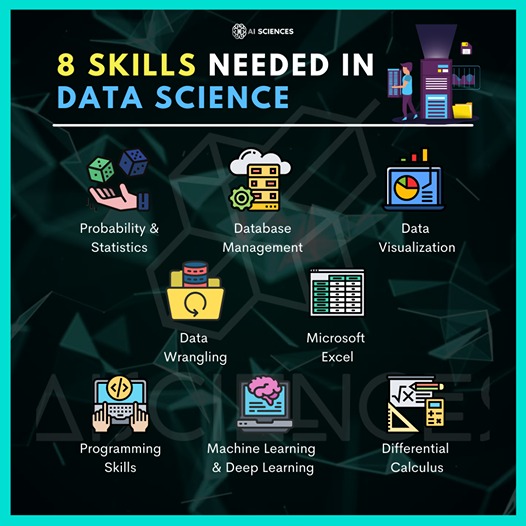 AI SCIENCES
8 SKILLS NEEDED IN
DATA SCIENCE
Probability &
Statistics
Database
Management
Data
Visualization
Data
Wrangling
Microsoft
Excel
Programming
Skills
Machine Learning
& Deep Learning
Differential
Calculus
AI SCIENCES